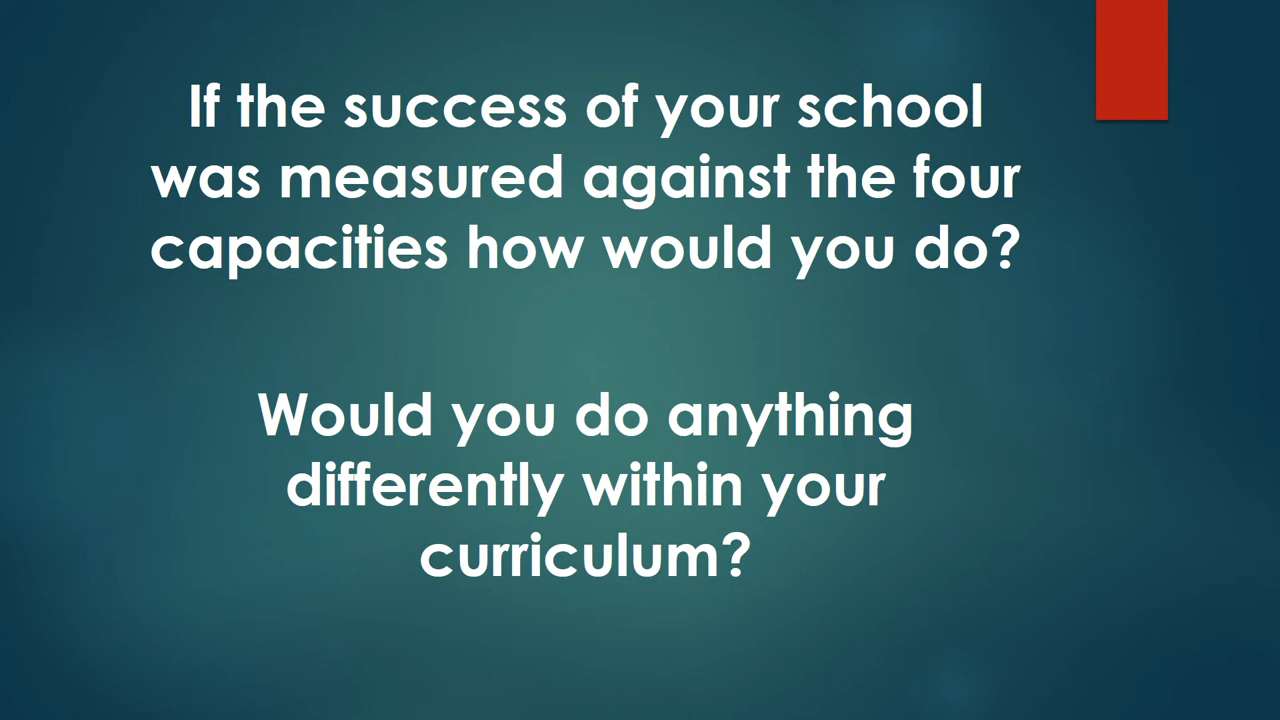 If the success of your school
was measured against the four
capacities how would you do?
Would you do anything
differently within your
curriculum?